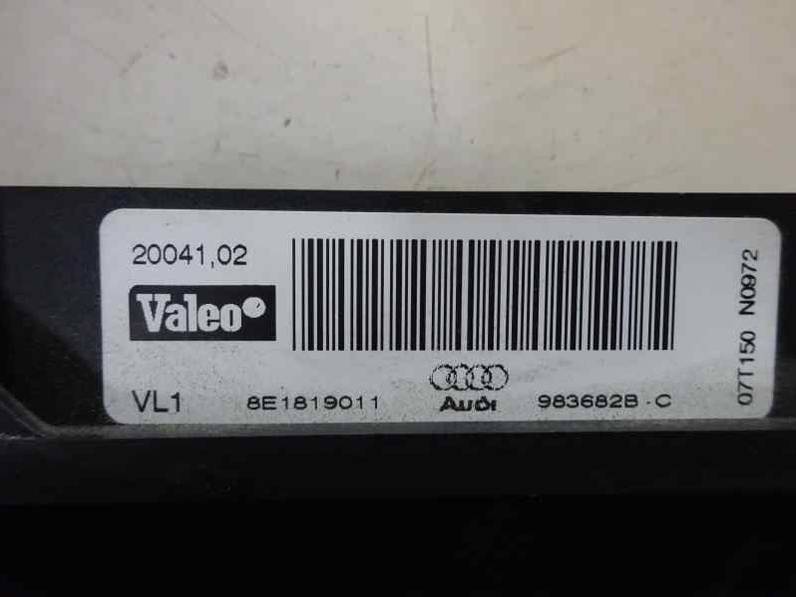 20041,02
Valeo
VL1 8E1819011 Audi 983682B-C
07T150 N0972